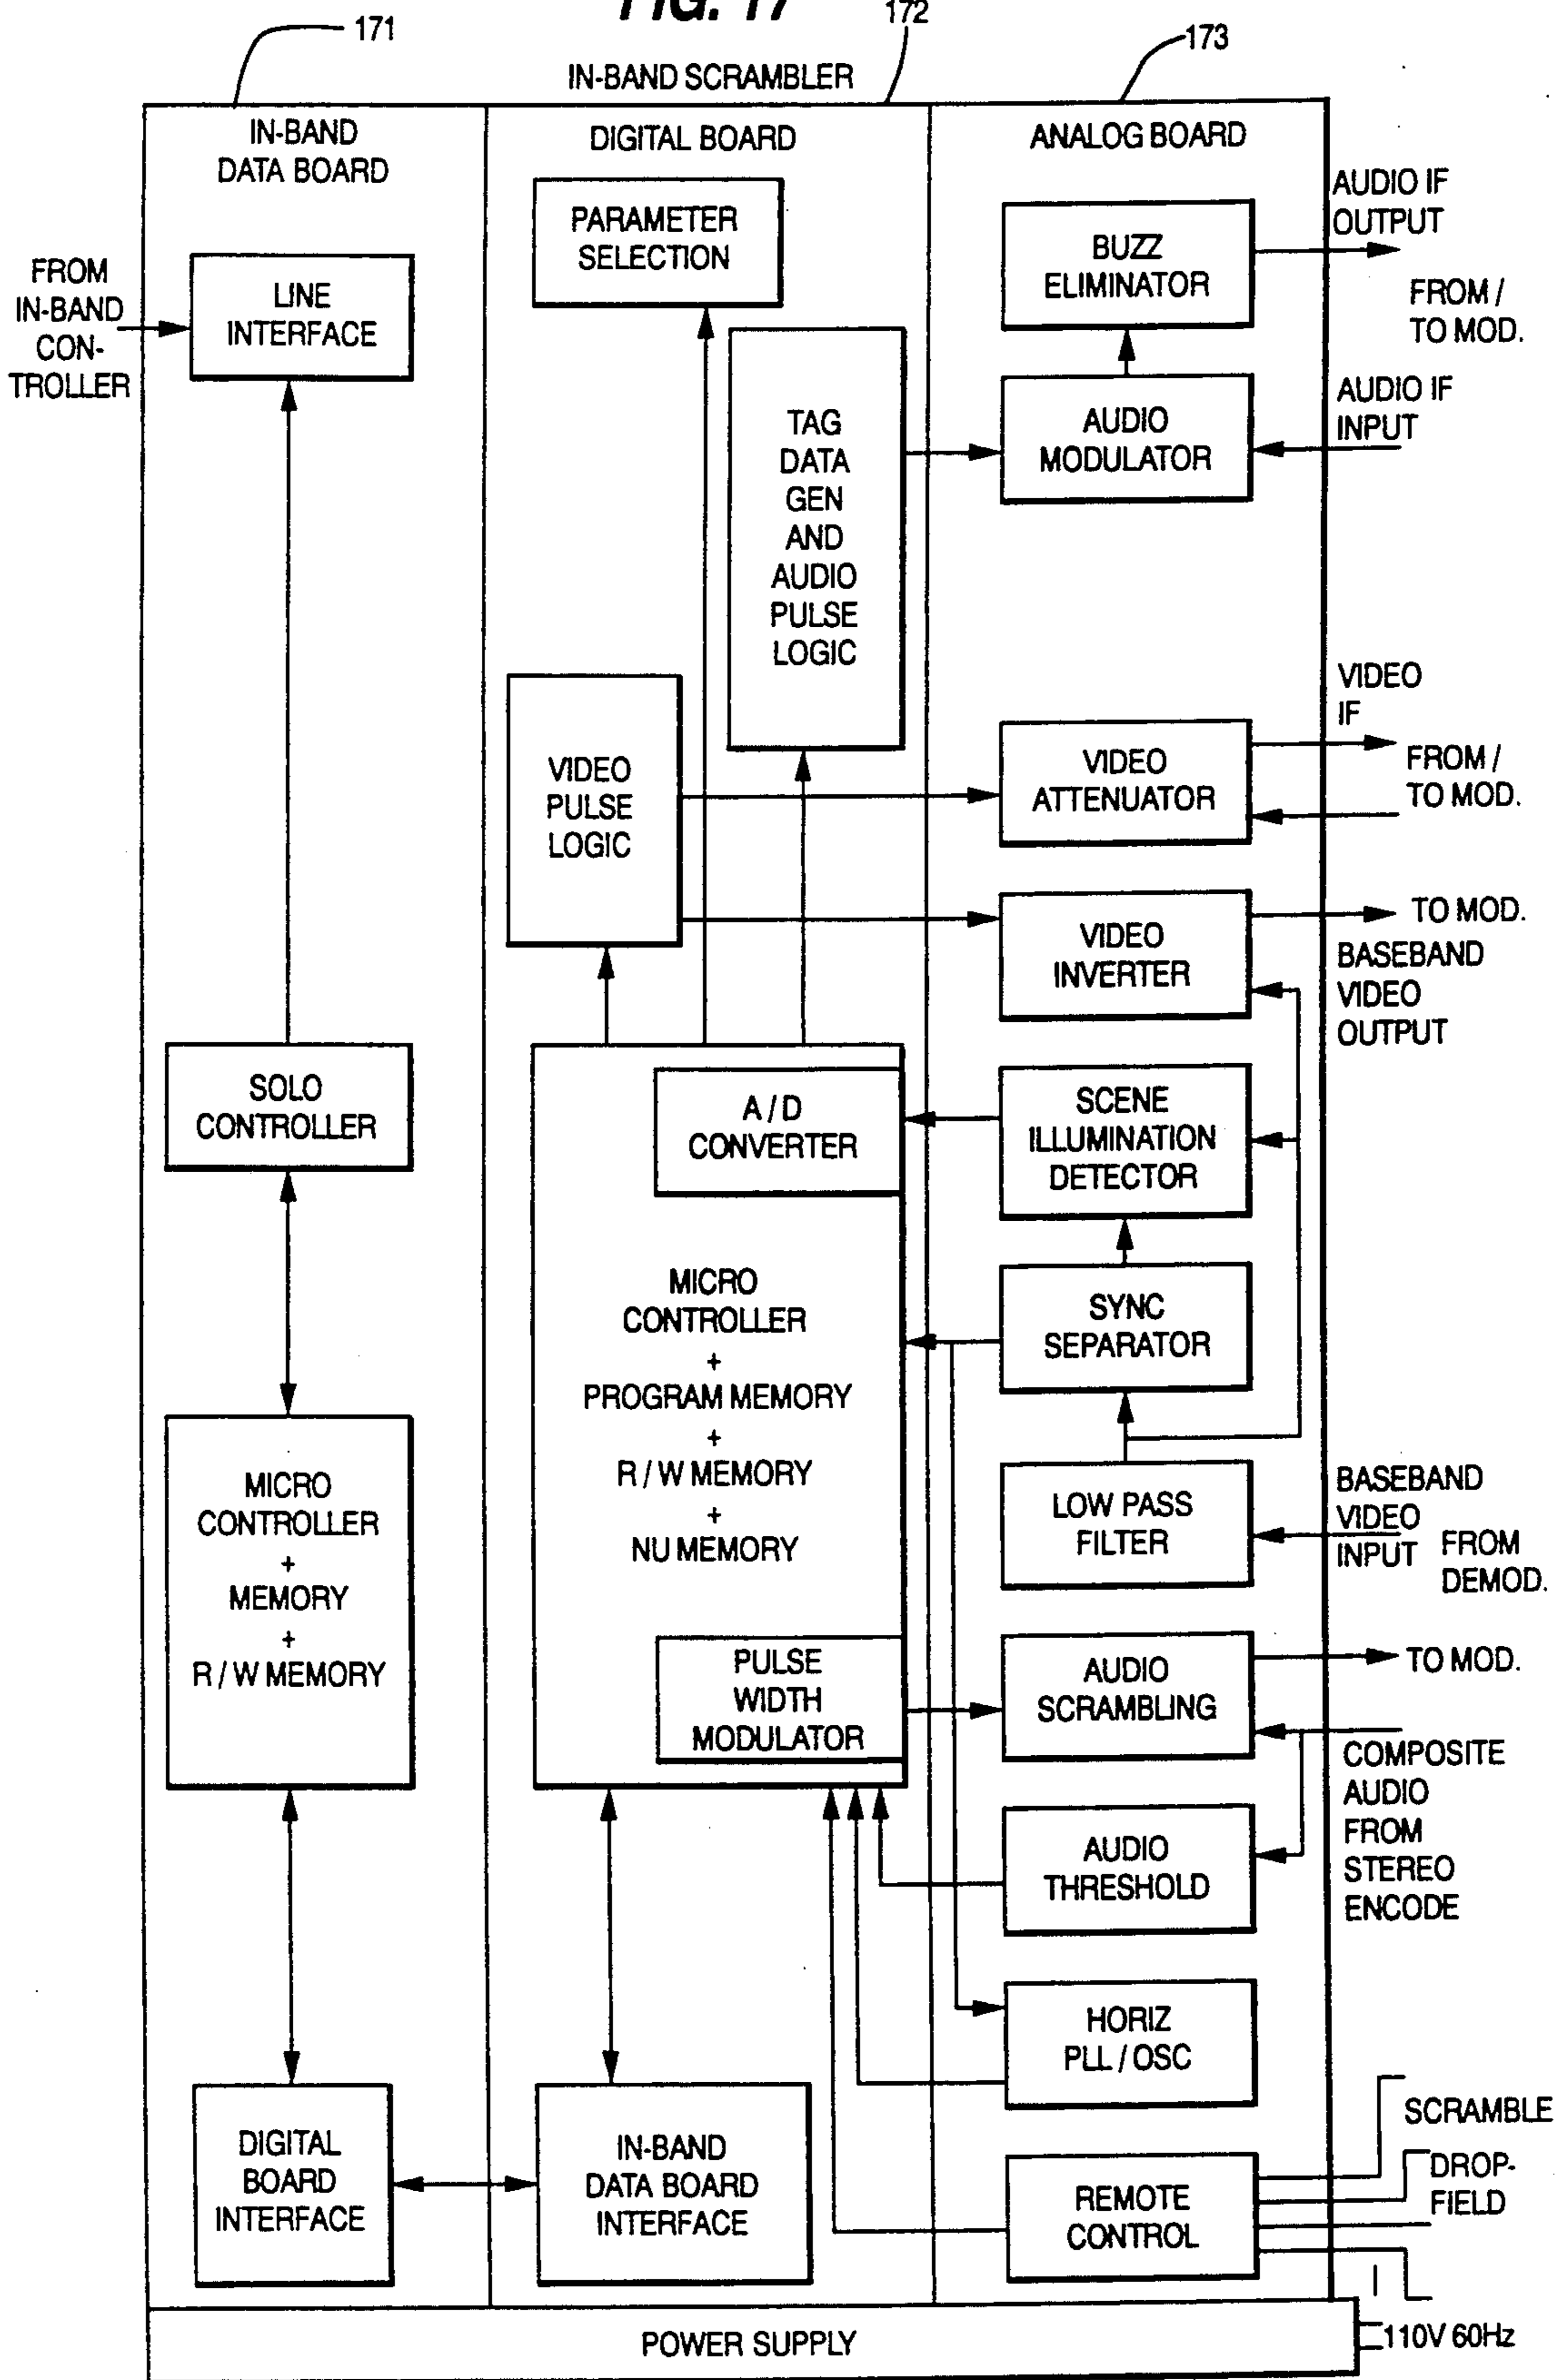 FIG. 17
171
172
173
IN-BAND SCRAMBLER
IN-BAND
DATA BOARD
DIGITAL BOARD
ANALOG BOARD
FROM
IN-BAND
CON-
TROLLER
LINE
INTERFACE
SOLO
CONTROLLER
MICRO
CONTROLLER
+
MEMORY
+
R / W MEMORY
DIGITAL
BOARD
INTERFACE
PARAMETER
SELECTION
TAG
DATA
GEN
AND
AUDIO
PULSE
LOGIC
VIDEO
PULSE
LOGIC
A / D
CONVERTER
MICRO
CONTROLLER
+
PROGRAM MEMORY
+
R / W MEMORY
+
NU MEMORY
PULSE
WIDTH
MODULATOR
IN-BAND
DATA BOARD
INTERFACE
BUZZ
ELIMINATOR
AUDIO
MODULATOR
VIDEO
ATTENUATOR
VIDEO
INVERTER
SCENE
ILLUMINATION
DETECTOR
SYNC
SEPARATOR
LOW PASS
FILTER
AUDIO
SCRAMBLING
AUDIO
THRESHOLD
HORIZ
PLL / OSC
REMOTE
CONTROL
AUDIO IF
OUTPUT
FROM /
TO MOD.
AUDIO IF
INPUT
VIDEO
IF
FROM /
TO MOD.
TO MOD.
BASEBAND
VIDEO
OUTPUT
BASEBAND
VIDEO
INPUT
FROM
DEMOD.
TO MOD.
COMPOSITE
AUDIO
FROM
STEREO
ENCODE
SCRAMBLE
DROP-
FIELD
POWER SUPPLY
110V 60Hz